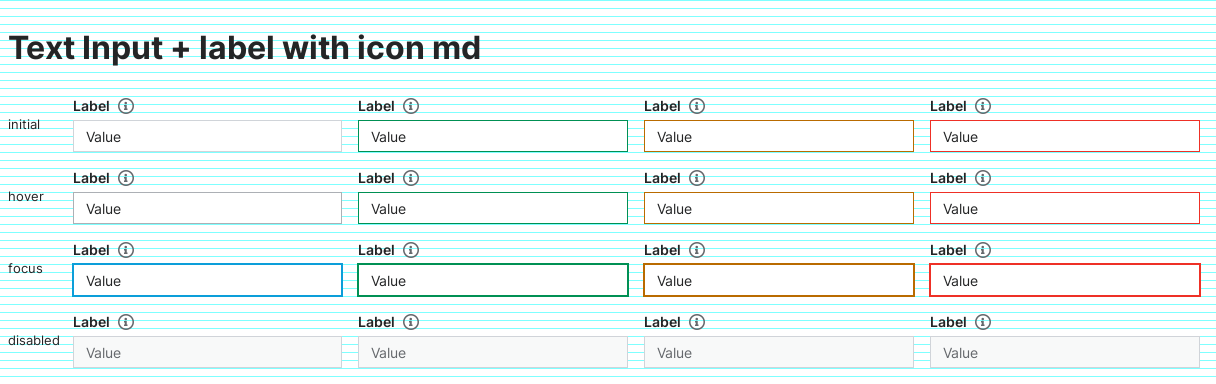 Text Input + label with icon md
Label Label Label Label
initial Value Value Value Value
Label Label Label Label
hover Value Value Value Value
Label Label Label Label
focus Value Value Value Value
Label Label Label Label
disabled Value Value Value Value